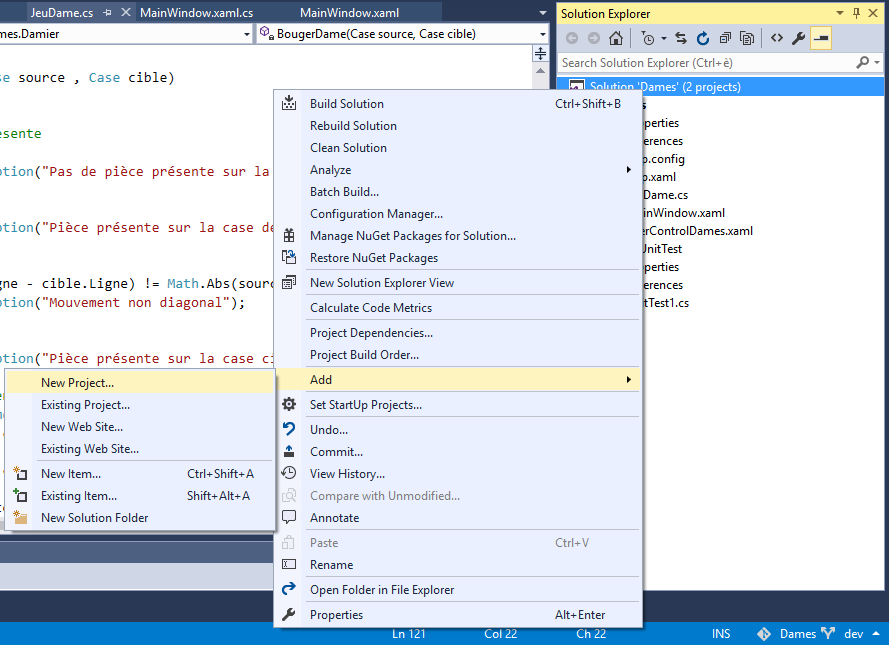 JeuDame.cs
MainWindow.xaml.cs
MainWindow.xaml
mes.Damier
BougerDame(Case source, Case cible)
se source , Case cible)
esente
ption("Pas de pièce présente sur la
ption("Pièce présente sur la case de
gne - cible.Ligne) != Math.Abs(sourc
ption("Mouvement non diagonal");
ption("Pièce présente sur la case ci
Solution Explorer
Search Solution Explorer (Ctrl+è)
Solution 'Dames' (2 projects)
s
perties
erences
p.config
p.xaml
Dame.cs
inWindow.xaml
erControlDames.xaml
UnitTest
perties
erences
tTest1.cs
Build Solution Ctrl+Shift+B
Rebuild Solution
Clean Solution
Analyze
Batch Build...
Configuration Manager...
Manage NuGet Packages for Solution...
Restore NuGet Packages
New Solution Explorer View
Calculate Code Metrics
Project Dependencies...
Project Build Order...
Add
Set StartUp Projects...
Undo...
Commit...
View History...
Compare with Unmodified...
Annotate
Paste Ctrl+V
Rename
Open Folder in File Explorer
Properties Alt+Enter
New Project...
Existing Project...
New Web Site...
Existing Web Site...
New Item... Ctrl+Shift+A
Existing Item... Shift+Alt+A
New Solution Folder
Ln 121 Col 22 Ch 22 INS Dames dev